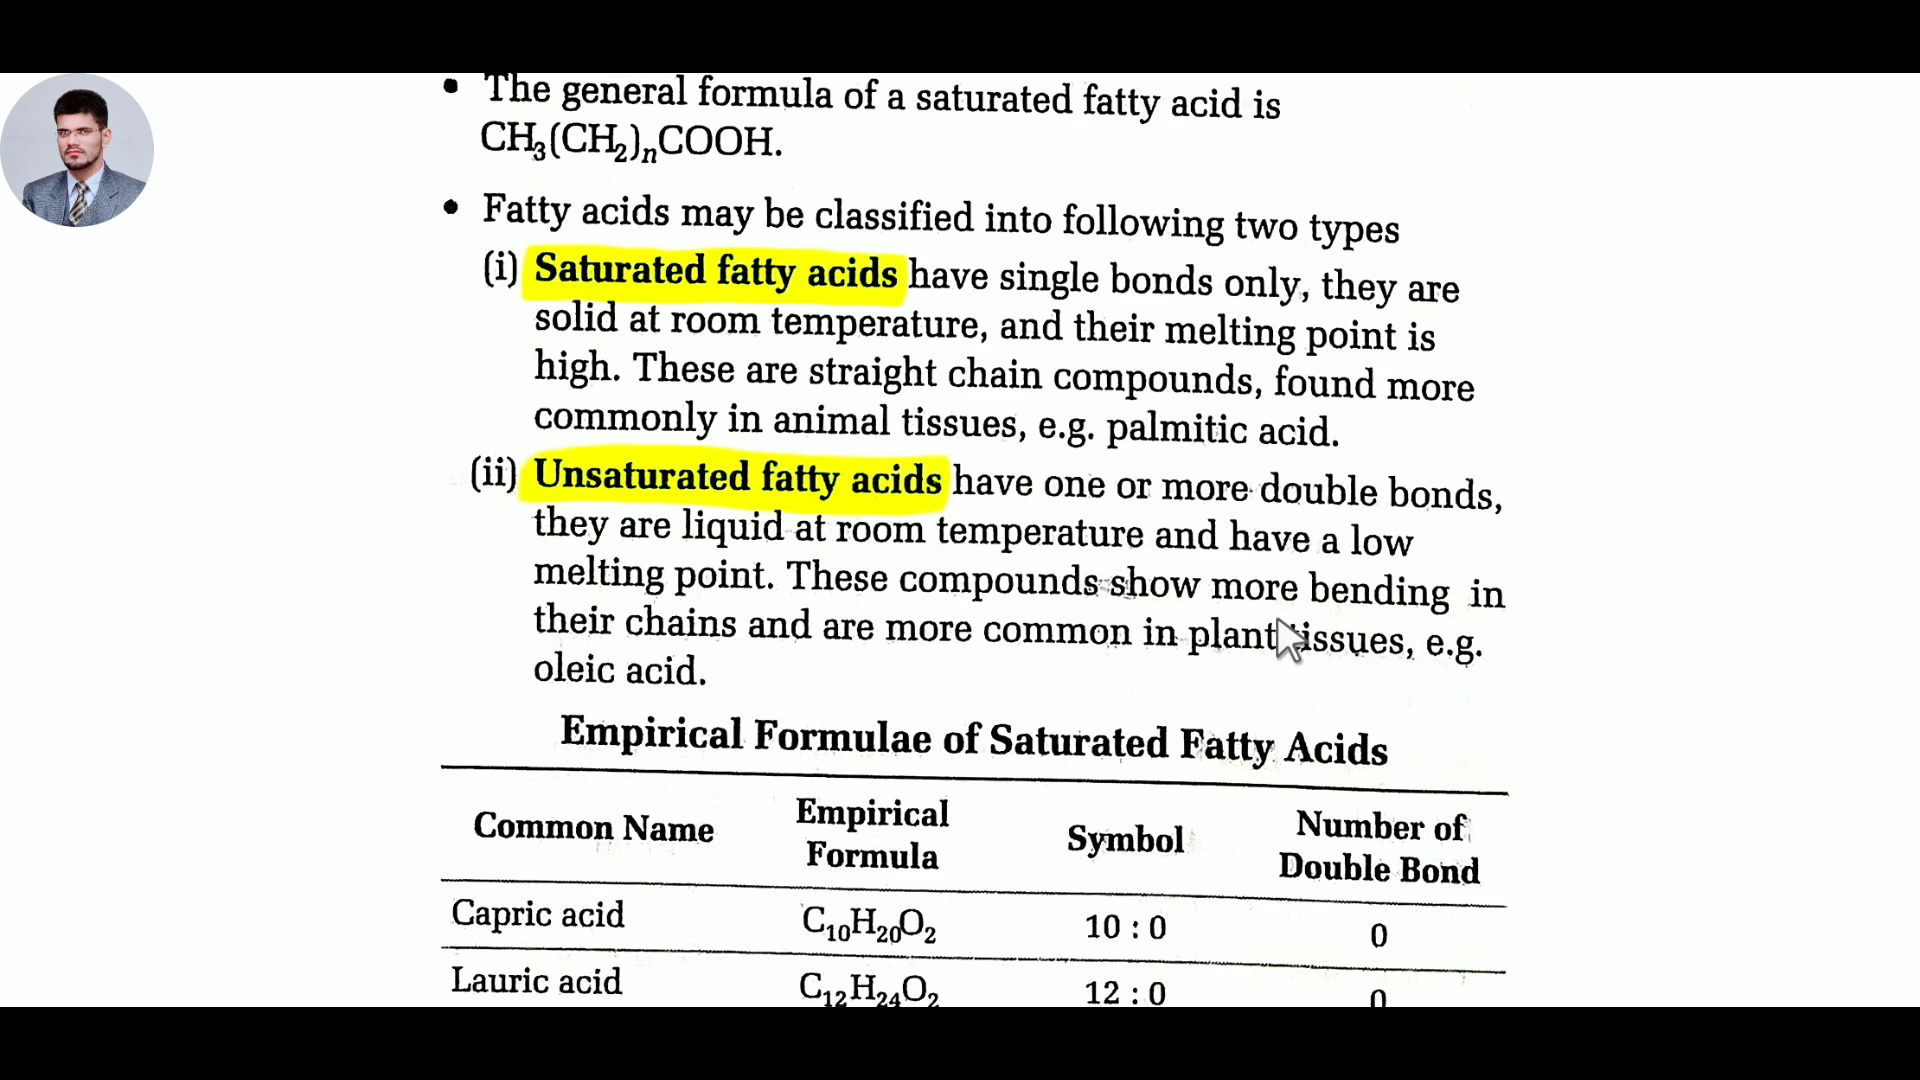 • The general formula of a saturated fatty acid is
CH₃(CH₂)ₙCOOH.
• Fatty acids may be classified into following two types
(i) Saturated fatty acids have single bonds only, they are
solid at room temperature, and their melting point is
high. These are straight chain compounds, found more
commonly in animal tissues, e.g. palmitic acid.
(ii) Unsaturated fatty acids have one or more double bonds,
they are liquid at room temperature and have a low
melting point. These compounds show more bending in
their chains and are more common in plant tissues, e.g.
oleic acid.
Empirical Formulae of Saturated Fatty Acids
Common Name Empirical Formula Symbol Number of Double Bond
Capric acid C₁₀H₂₀O₂ 10 : 0 0
Lauric acid C₁₂H₂₄O₂ 12 : 0 0